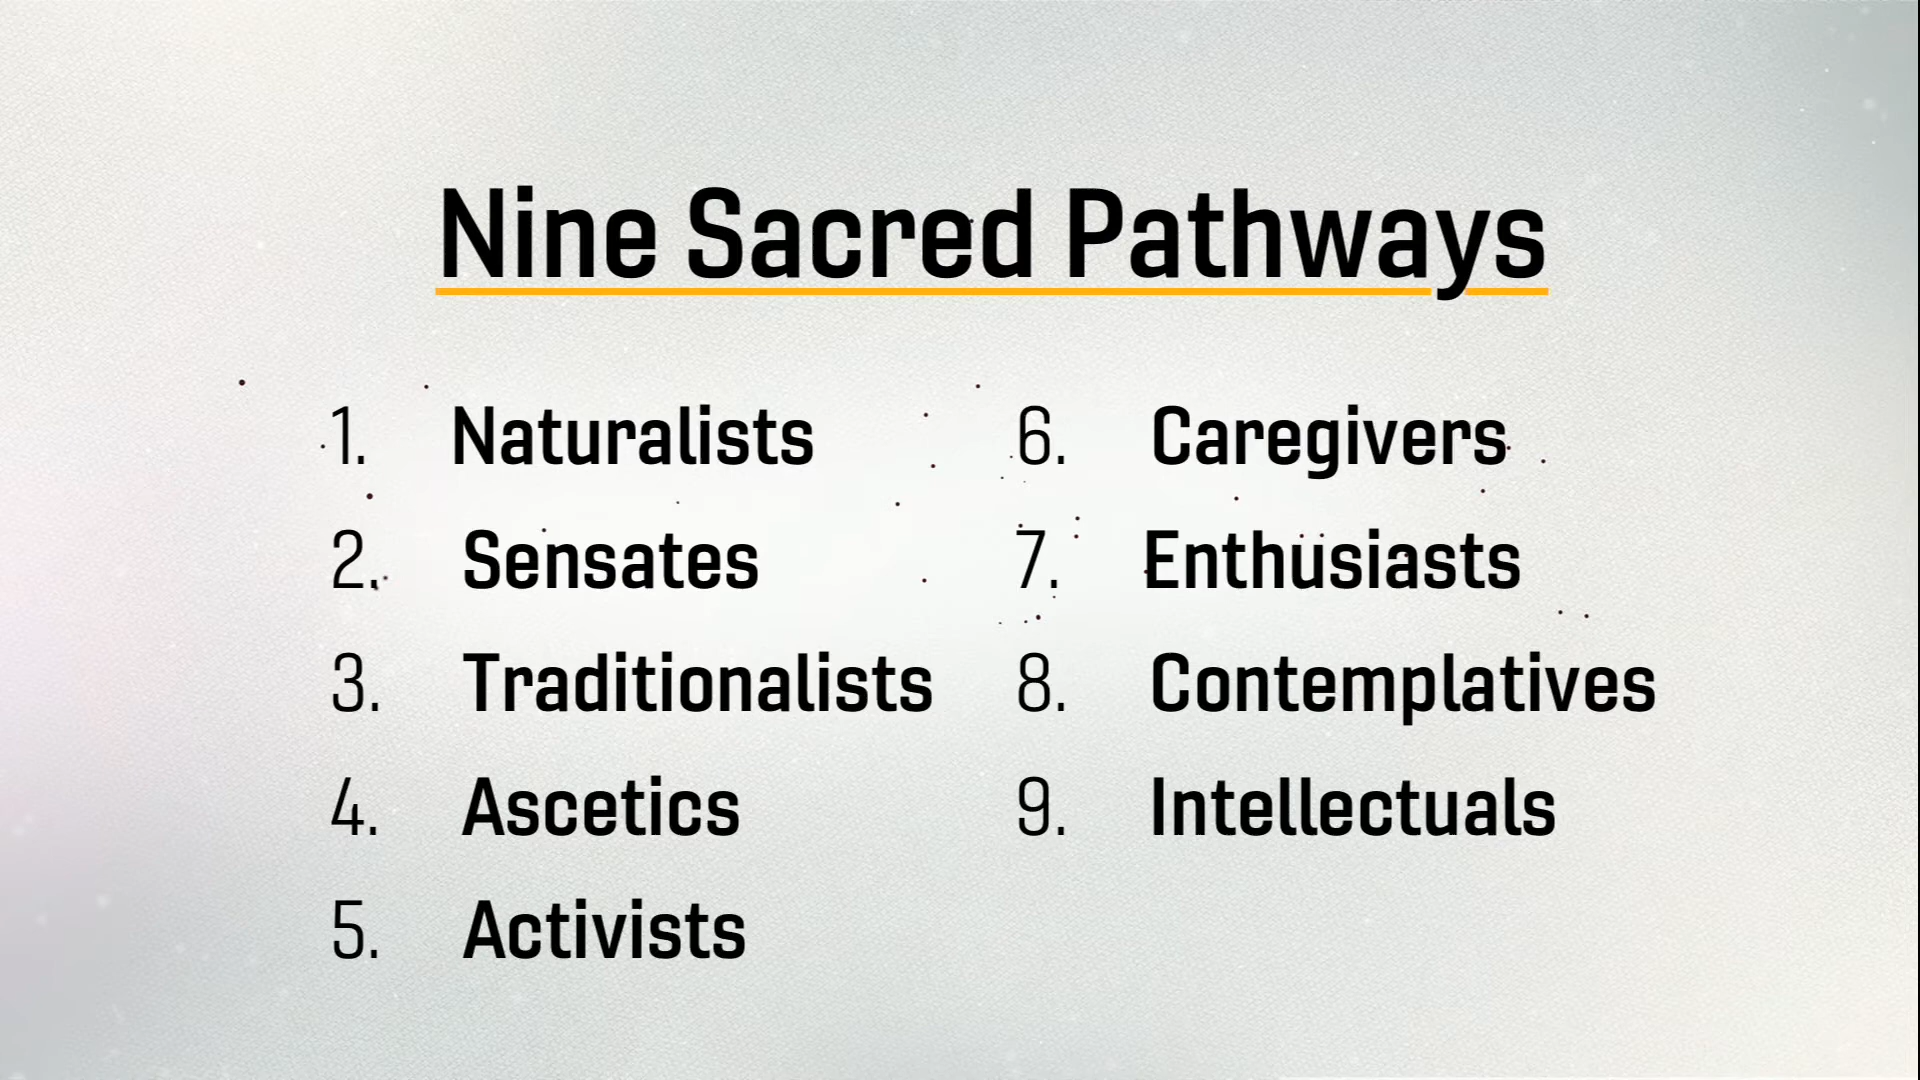 Nine Sacred Pathways
1. Naturalists
2. Sensates
3. Traditionalists
4. Ascetics
5. Activists
6. Caregivers
7. Enthusiasts
8. Contemplatives
9. Intellectuals